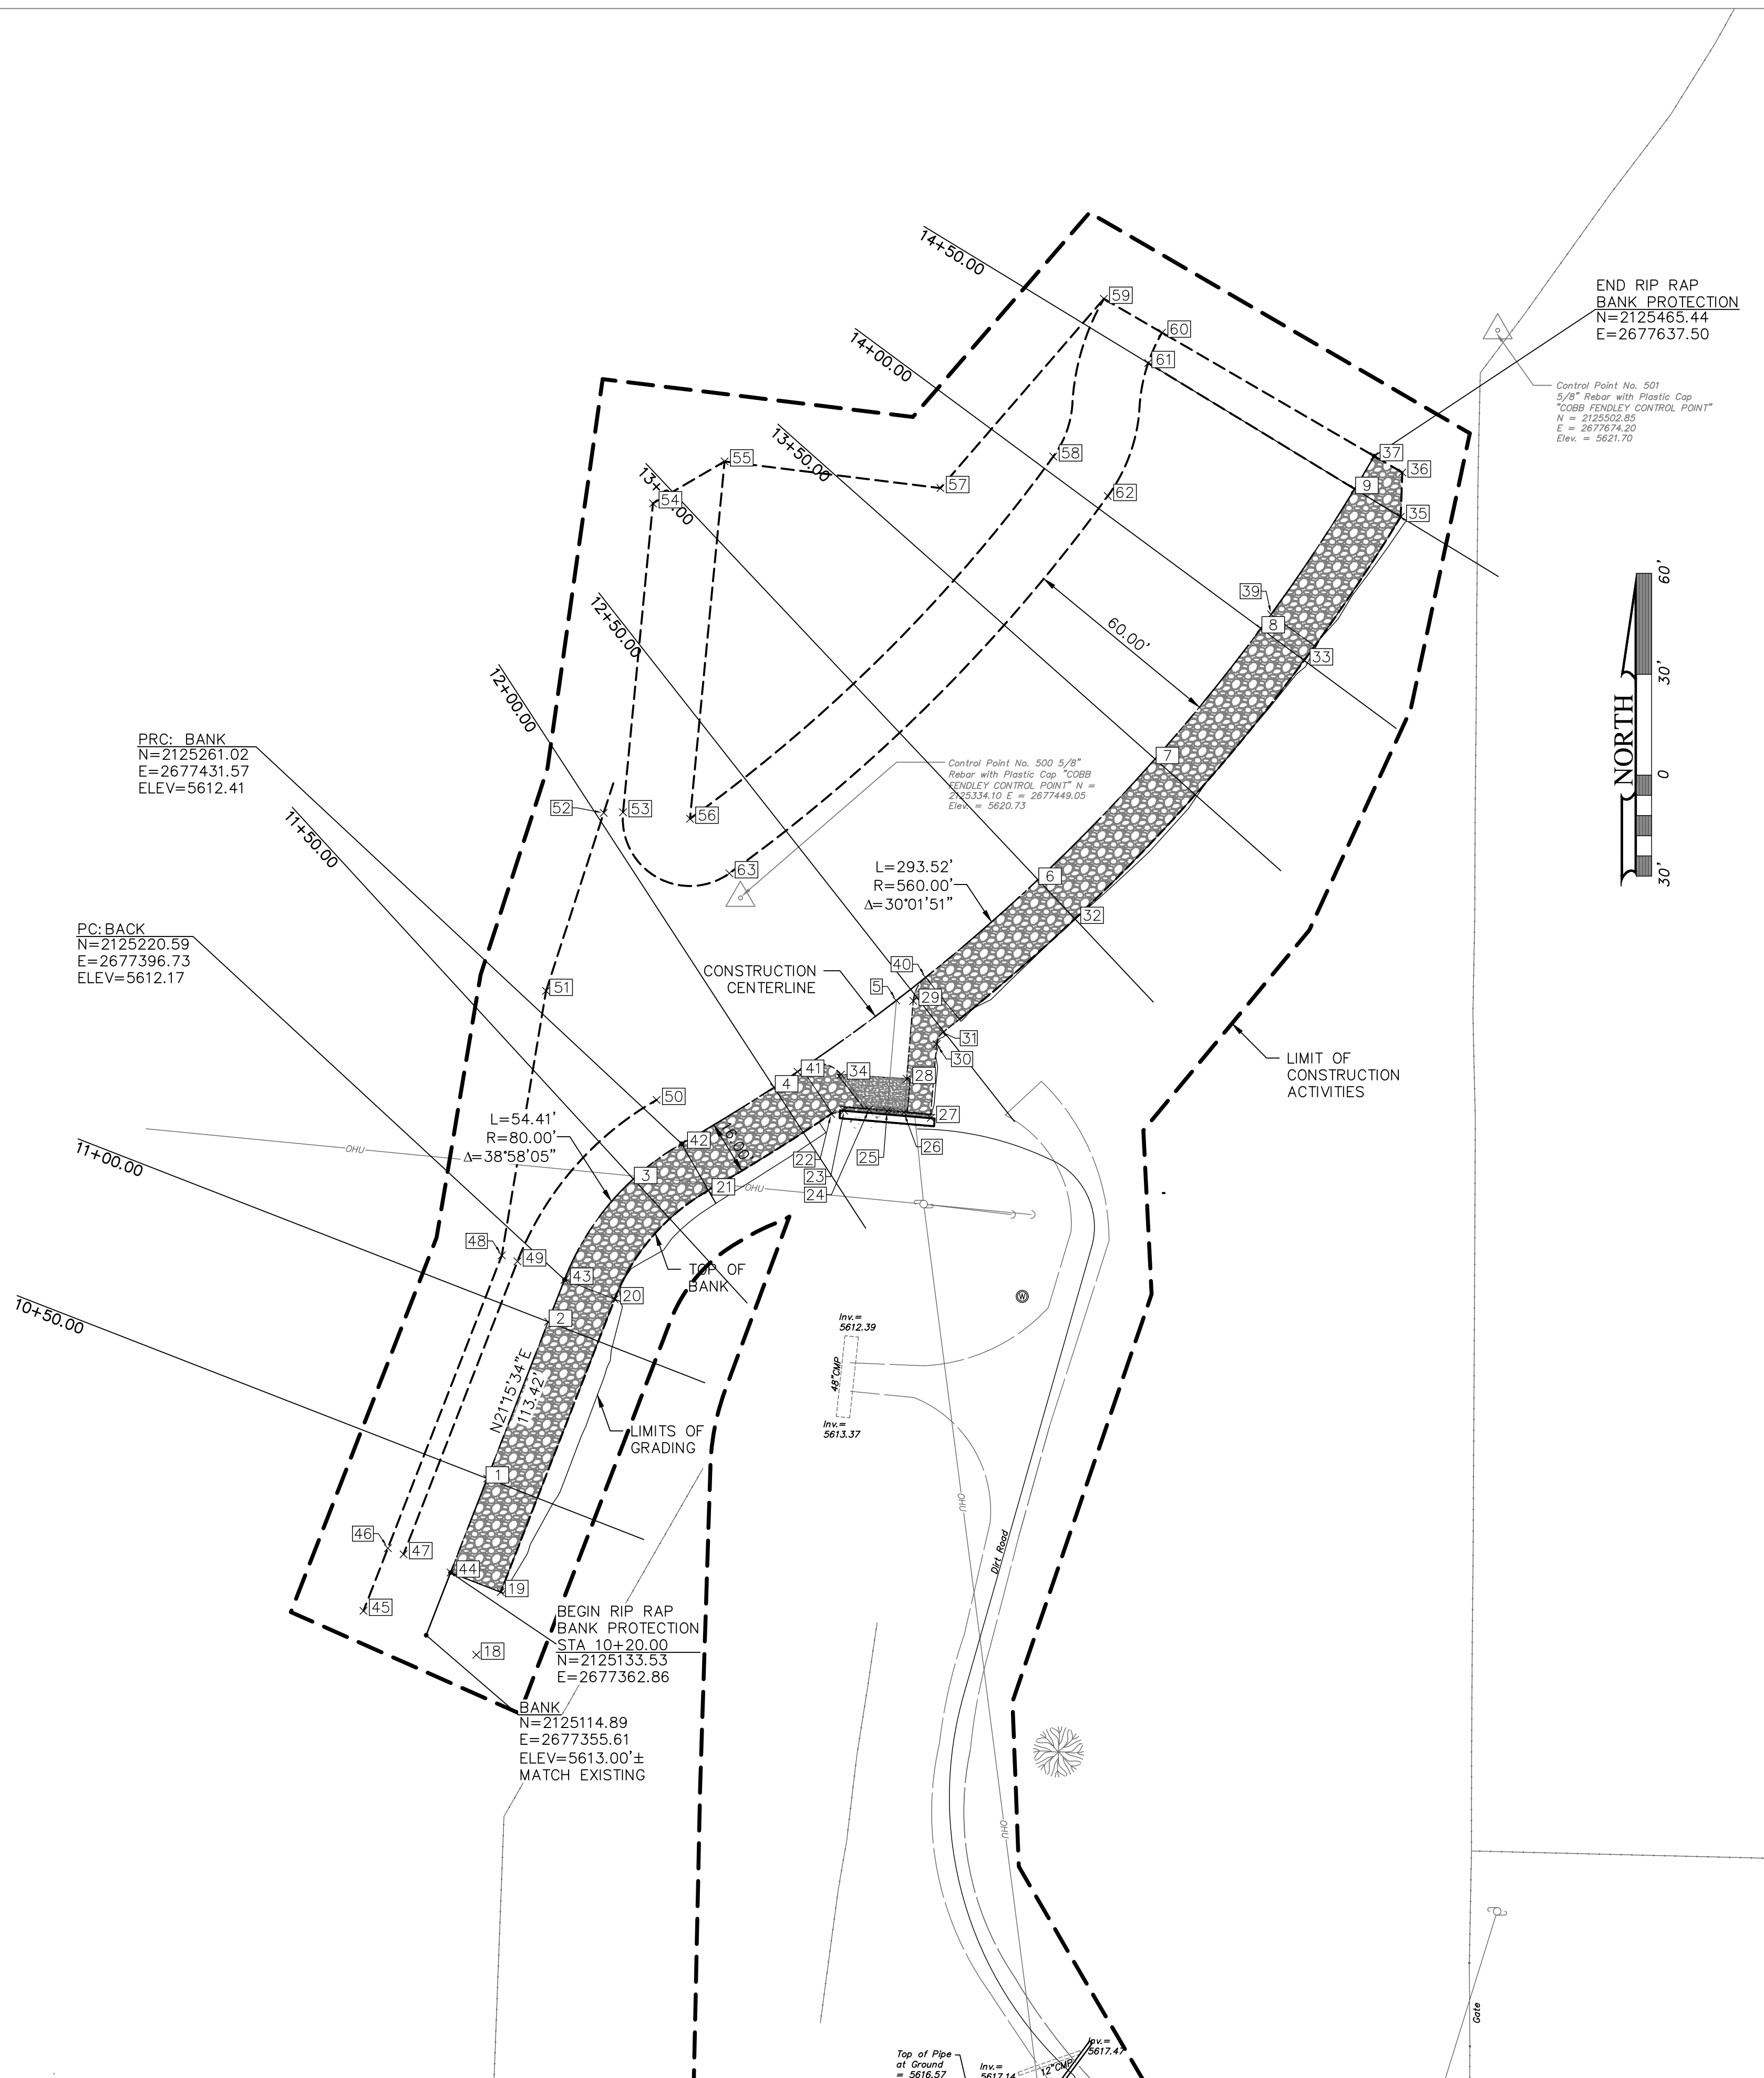 14+50.00
59
60
61
END RIP RAP
BANK PROTECTION
N=2125465.44
E=2677637.50
14+00.00
Control Point No. 501
5/8" Rebar with Plastic Cap
"COBB FENDLEY CONTROL POINT"
N = 2125502.85
E = 2677674.20
Elev. = 5621.70
13+50.00
55
58
37
36
57
54
62
9
35
60'
30'
0
30'
NORTH
12+50.00
39
8
60.00'
33
12+00.00
PRC: BANK
N=2125261.02
E=2677431.57
ELEV=5612.41
7
Control Point No. 500 5/8"
Rebar with Plastic Cap "COBB
FENDLEY CONTROL POINT" N =
2125334.10 E = 2677449.05
Elev. = 5620.73
52
53
56
11+50.00
63
L=293.52'
R=560.00'
Δ=30°01'51"
6
32
PC:BACK
N=2125220.59
E=2677396.73
ELEV=5612.17
CONSTRUCTION
CENTERLINE
40
5
29
51
31
30
LIMIT OF
CONSTRUCTION
ACTIVITIES
41
34
4
28
50
27
L=54.41'
R=80.00'
Δ=38°58'05"
42
16.00'
26
25
22
23
24
11+00.00
OHU
3
21
OHU
48
49
43
20
TOP OF
BANK
2
10+50.00
N21°15'34"E
113.42'
W
Inv.=
5612.39
48"CMP
Inv.=
5613.37
LIMITS OF
GRADING
1
OHU
46
47
44
19
45
Dirt Road
BEGIN RIP RAP
BANK PROTECTION
STA 10+20.00
N=2125133.53
E=2677362.86
18
BANK
N=2125114.89
E=2677355.61
ELEV=5613.00'±
MATCH EXISTING
OHU
Gate
Top of Pipe
at Ground
= 5616.57
Inv.=
5617.14
12"CMP
Inv.=
5617.47